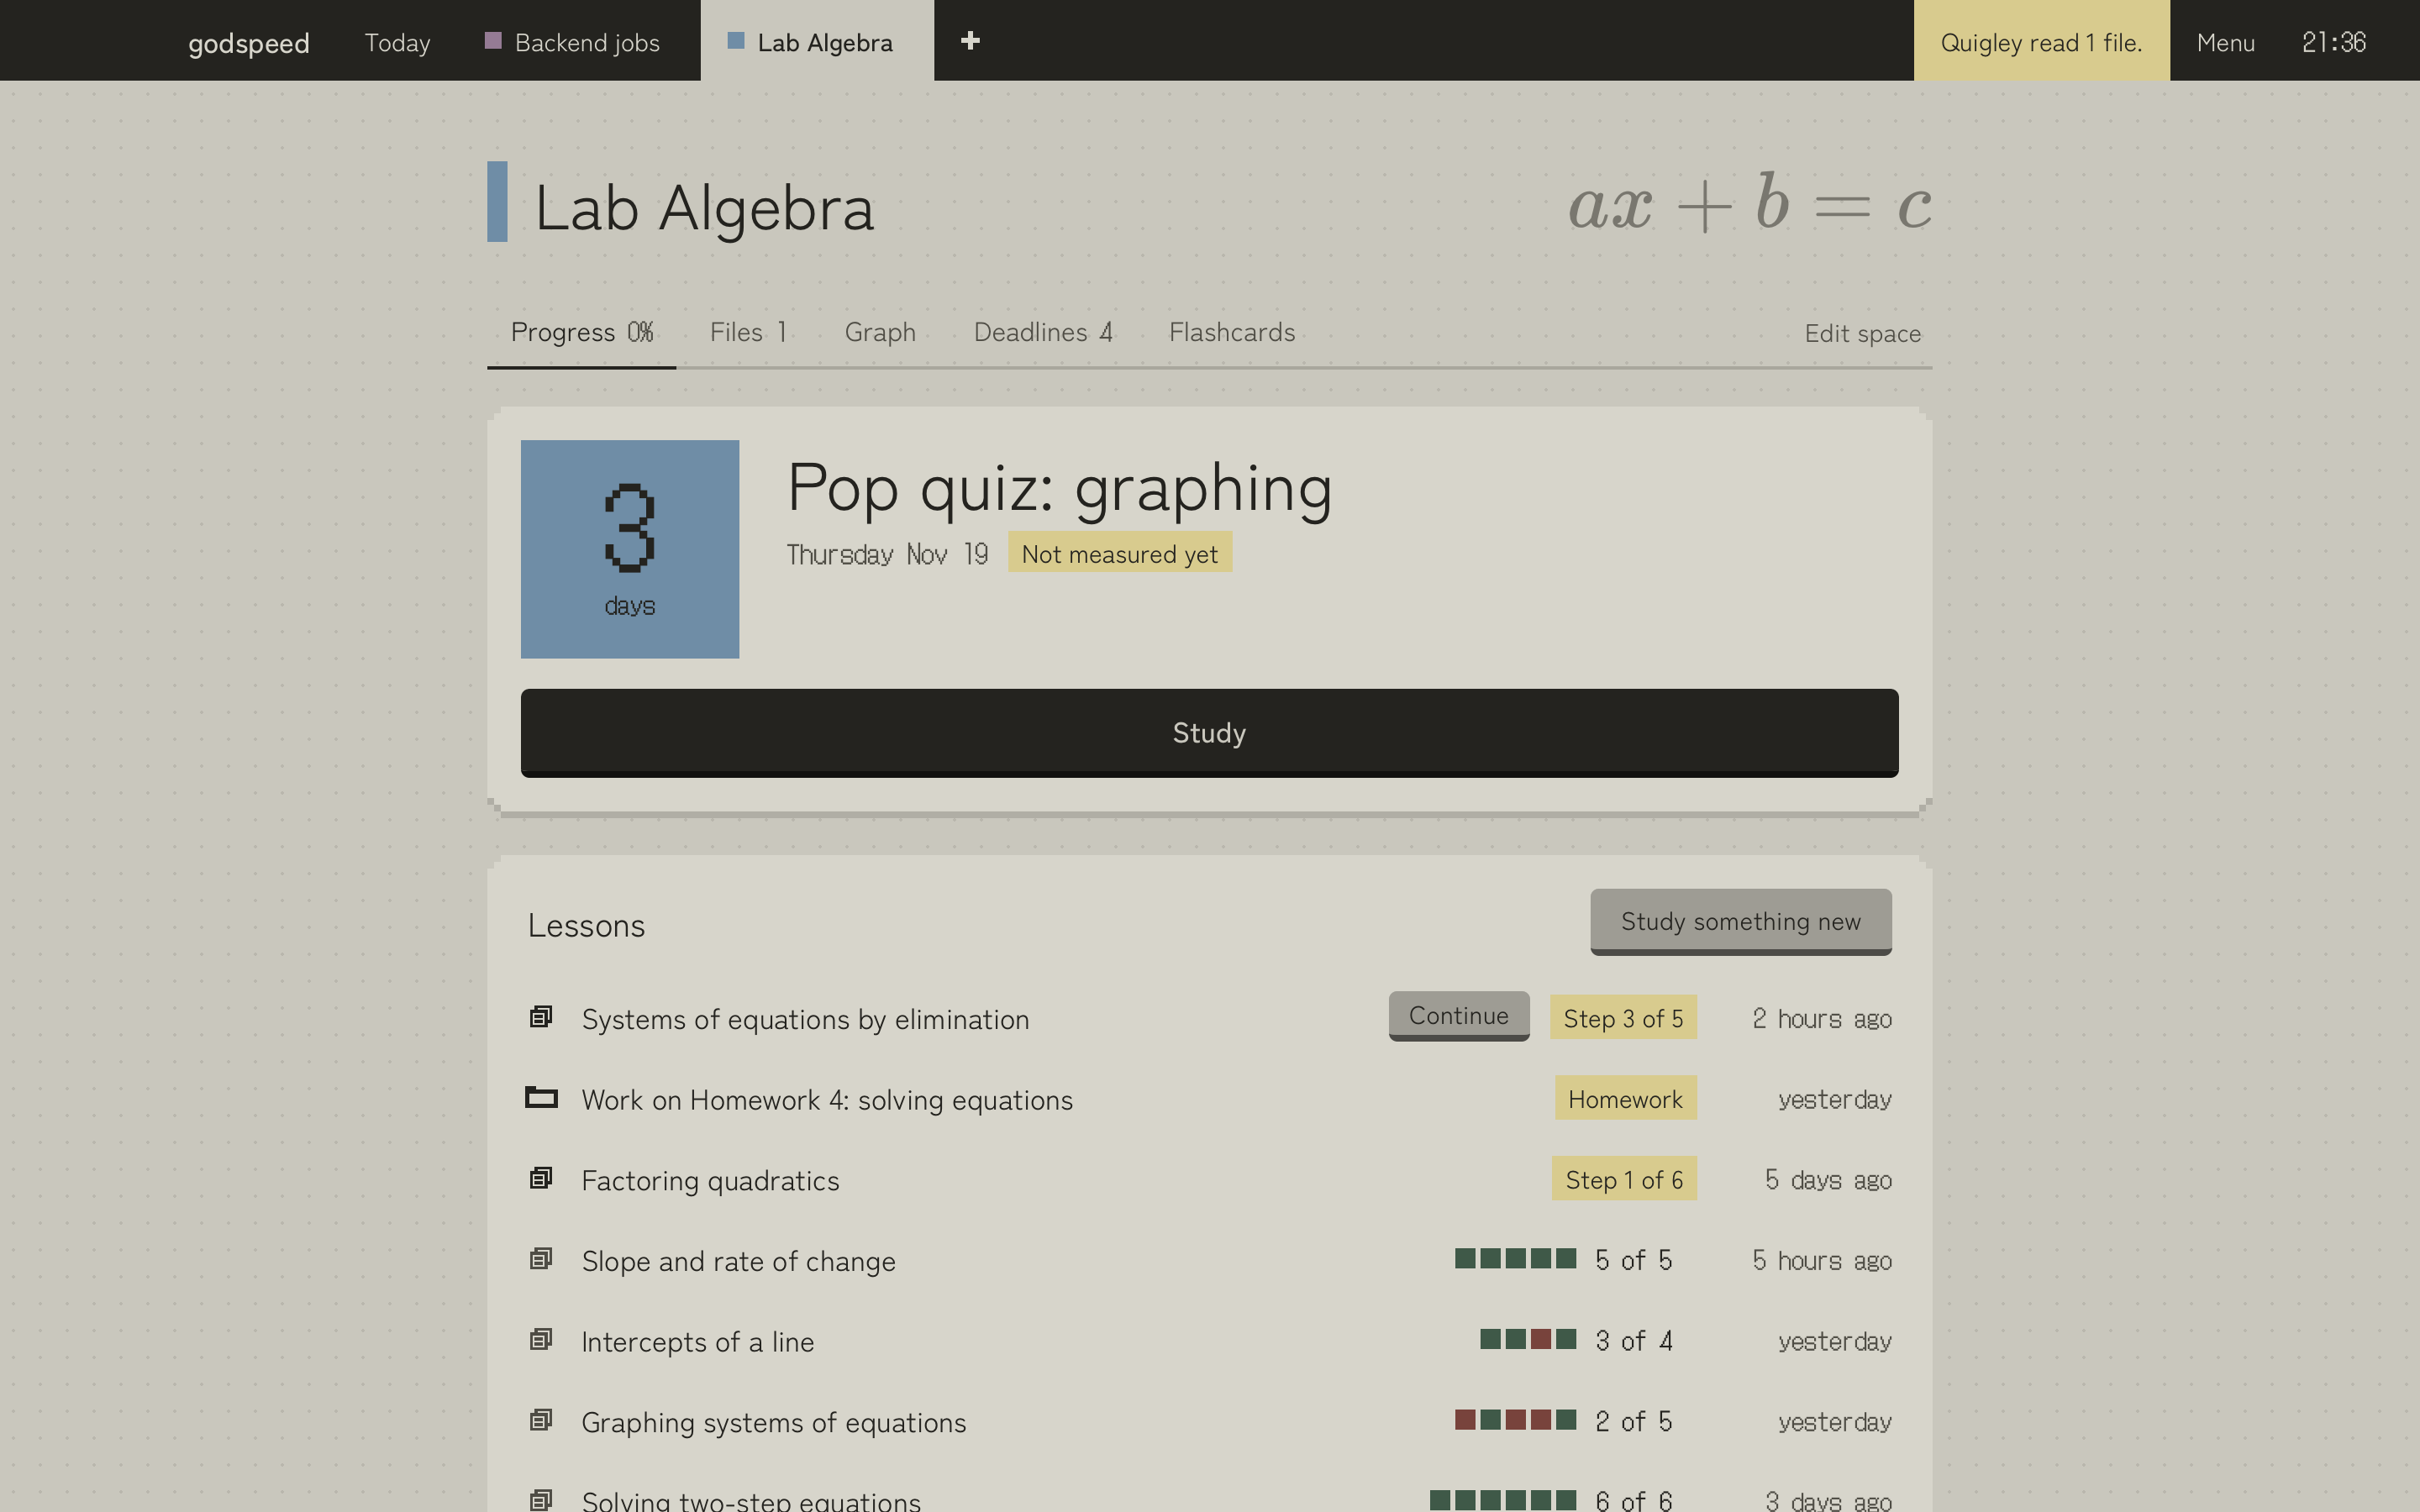 godspeed Today Backend jobs Lab Algebra + Quigley read 1 file. Menu 21:36
Lab Algebra ax + b = c
Progress 0% Files 1 Graph Deadlines 4 Flashcards Edit space
3 days
Pop quiz: graphing
Thursday Nov 19 Not measured yet
Study
Lessons Study something new
Systems of equations by elimination Continue Step 3 of 5 2 hours ago
Work on Homework 4: solving equations Homework yesterday
Factoring quadratics Step 1 of 6 5 days ago
Slope and rate of change 5 of 5 5 hours ago
Intercepts of a line 3 of 4 yesterday
Graphing systems of equations 2 of 5 yesterday
Solving two-step equations 6 of 6 3 days ago